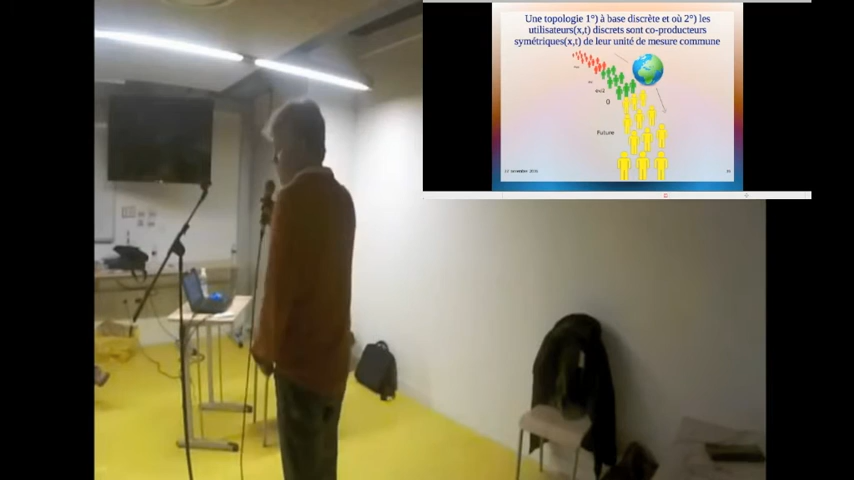 Une topologie 1°) à base discrète et où 2°) les
utilisateurs(x,t) discrets sont co-producteurs
symétriques(x,t) de leur unité de mesure commune
0
Future